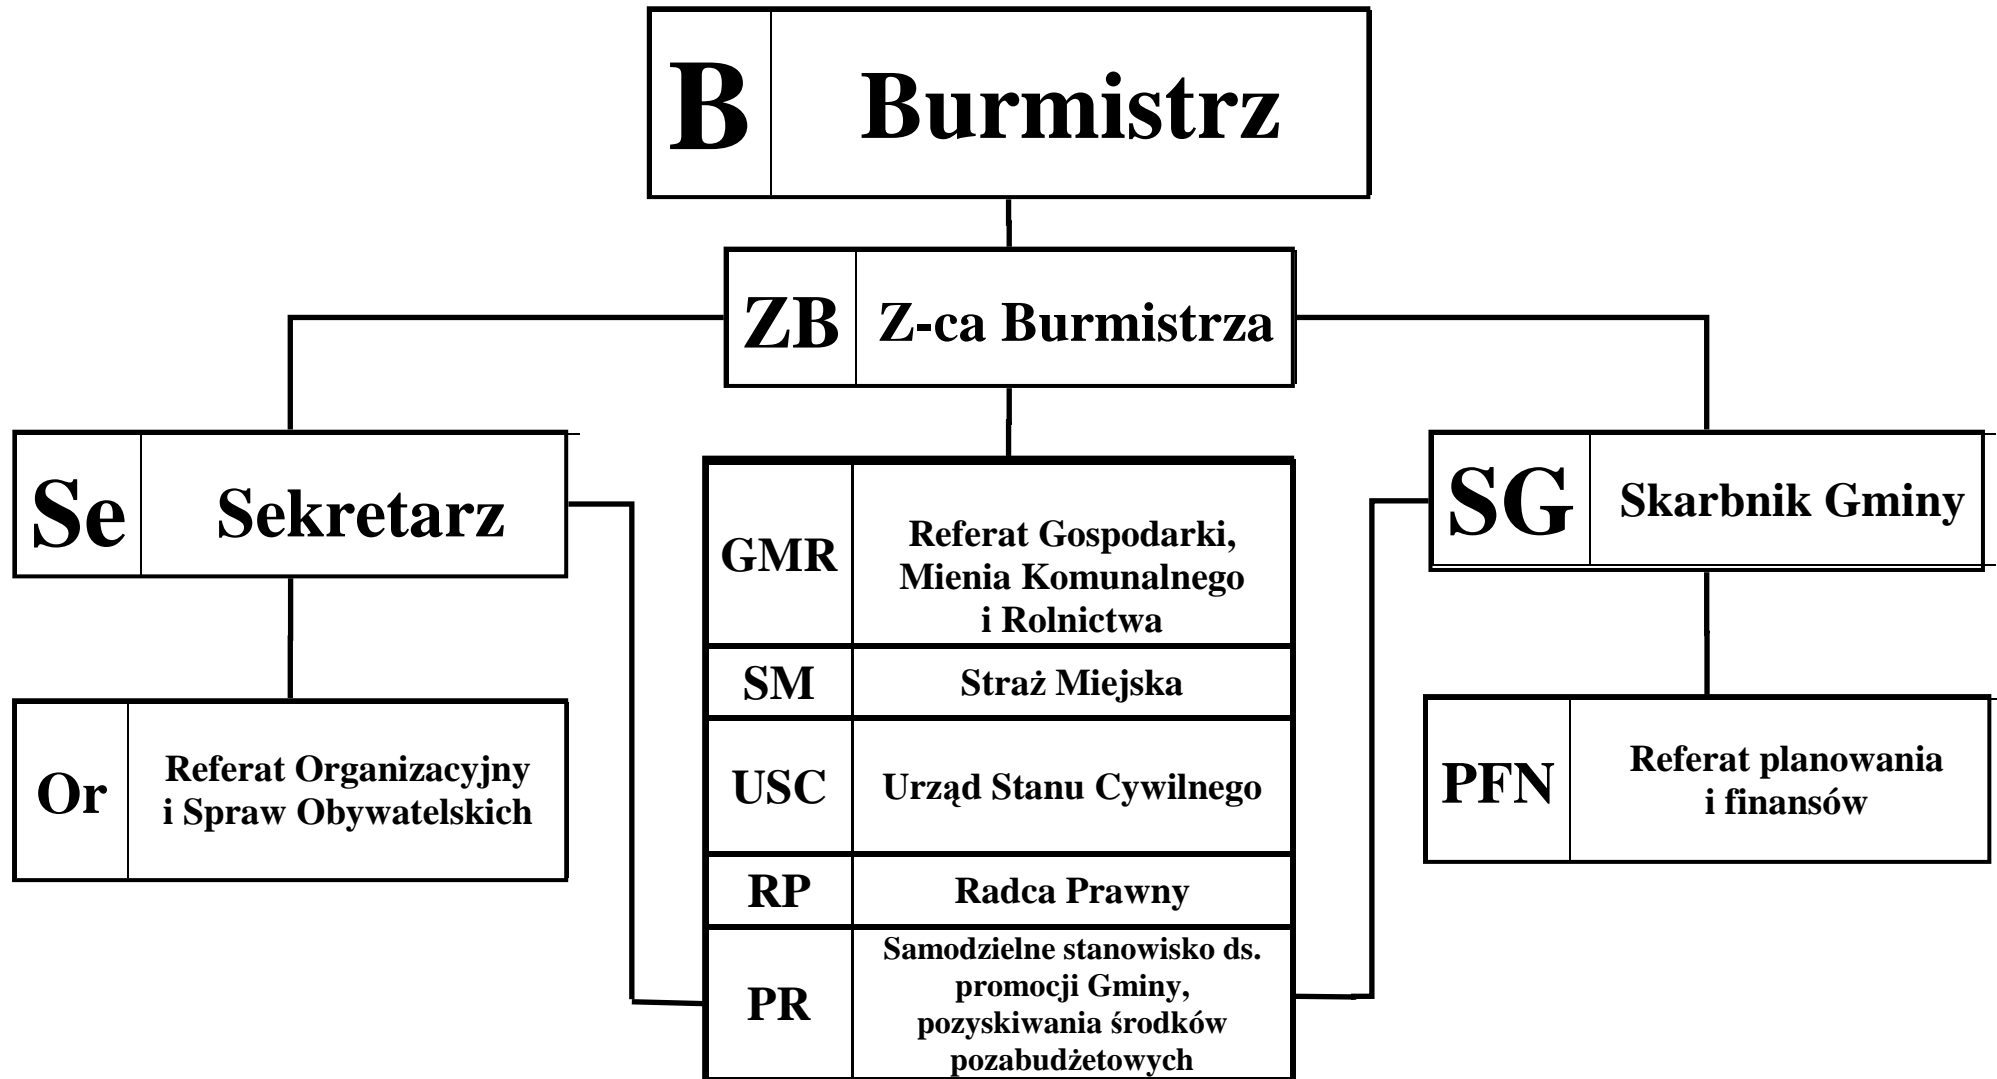 B Burmistrz
ZB Z-ca Burmistrza
Se Sekretarz
SG Skarbnik Gminy
GMR
Referat Gospodarki,
Mienia Komunalnego
i Rolnictwa
SM Straż Miejska
USC Urząd Stanu Cywilnego
RP Radca Prawny
PR
Samodzielne stanowisko ds.
promocji Gminy,
pozyskiwania środków
pozabudżetowych
Or
Referat Organizacyjny
i Spraw Obywatelskich
PFN
Referat planowania
i finansów